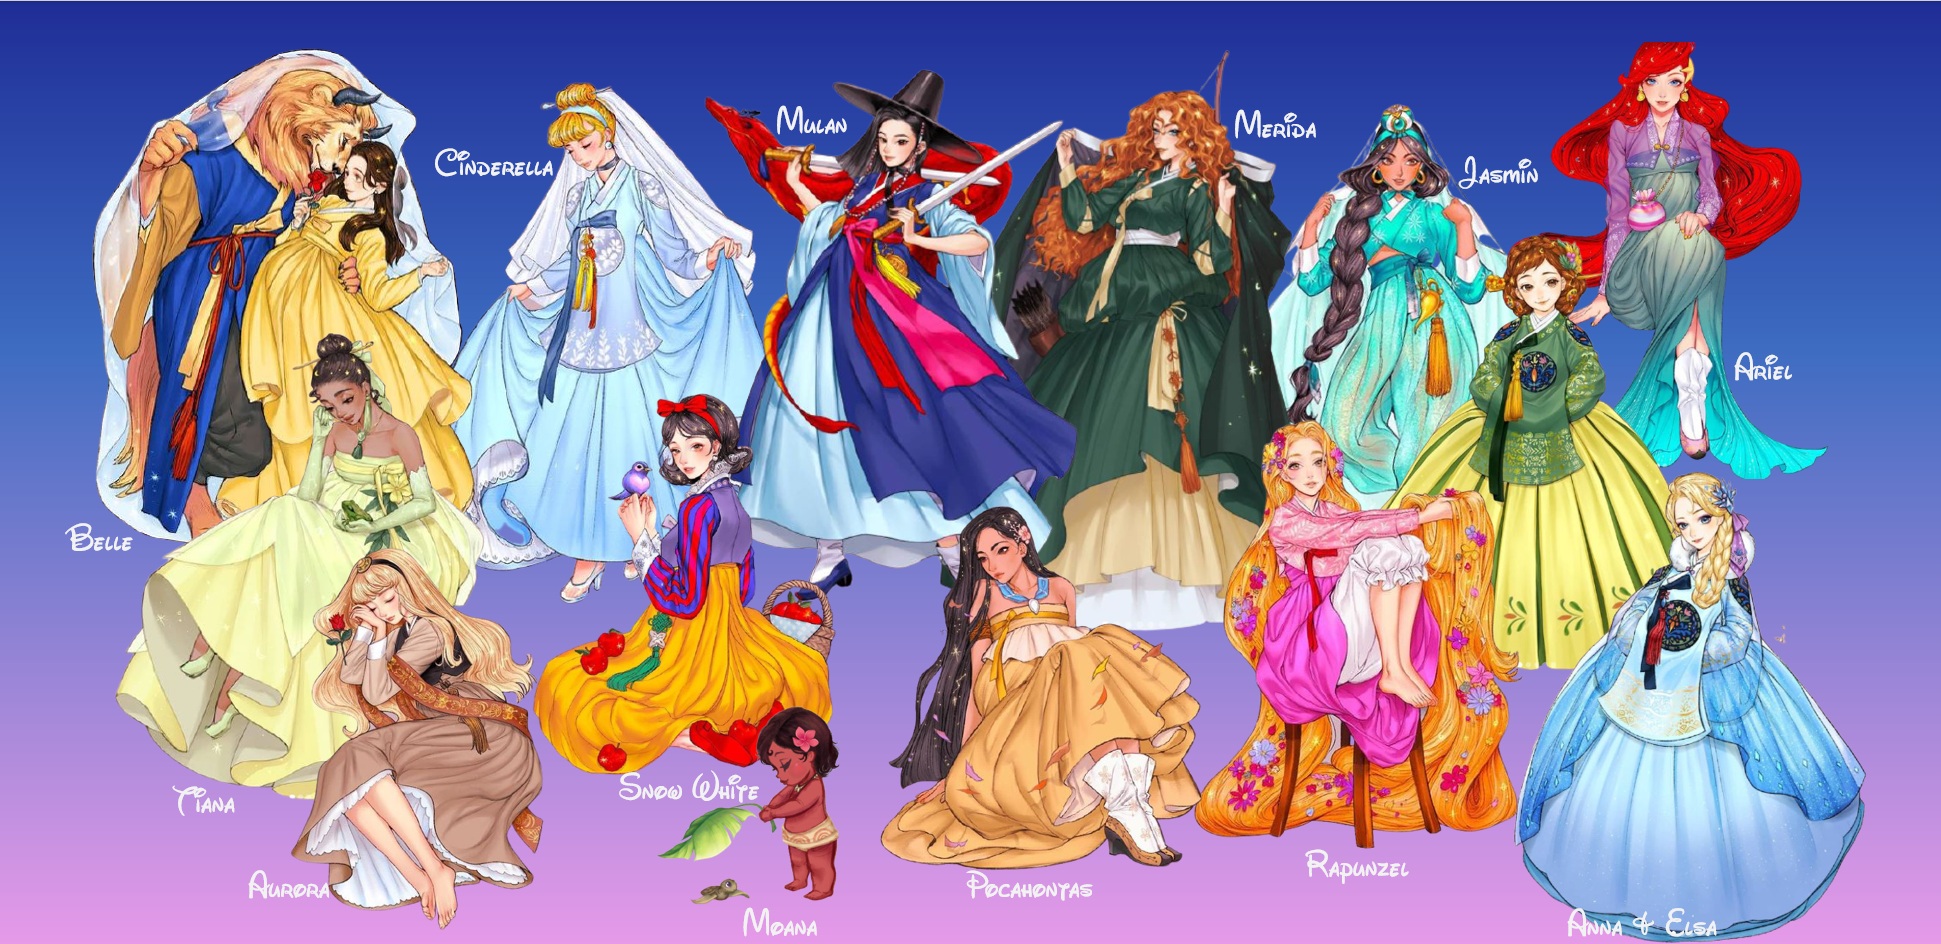 Mulan
Merida
Cinderella
Jasmin
Ariel
Belle
Tiana
Snow White
Rapunzel
Aurora
Pocahontas
Moana
Anna & Elsa